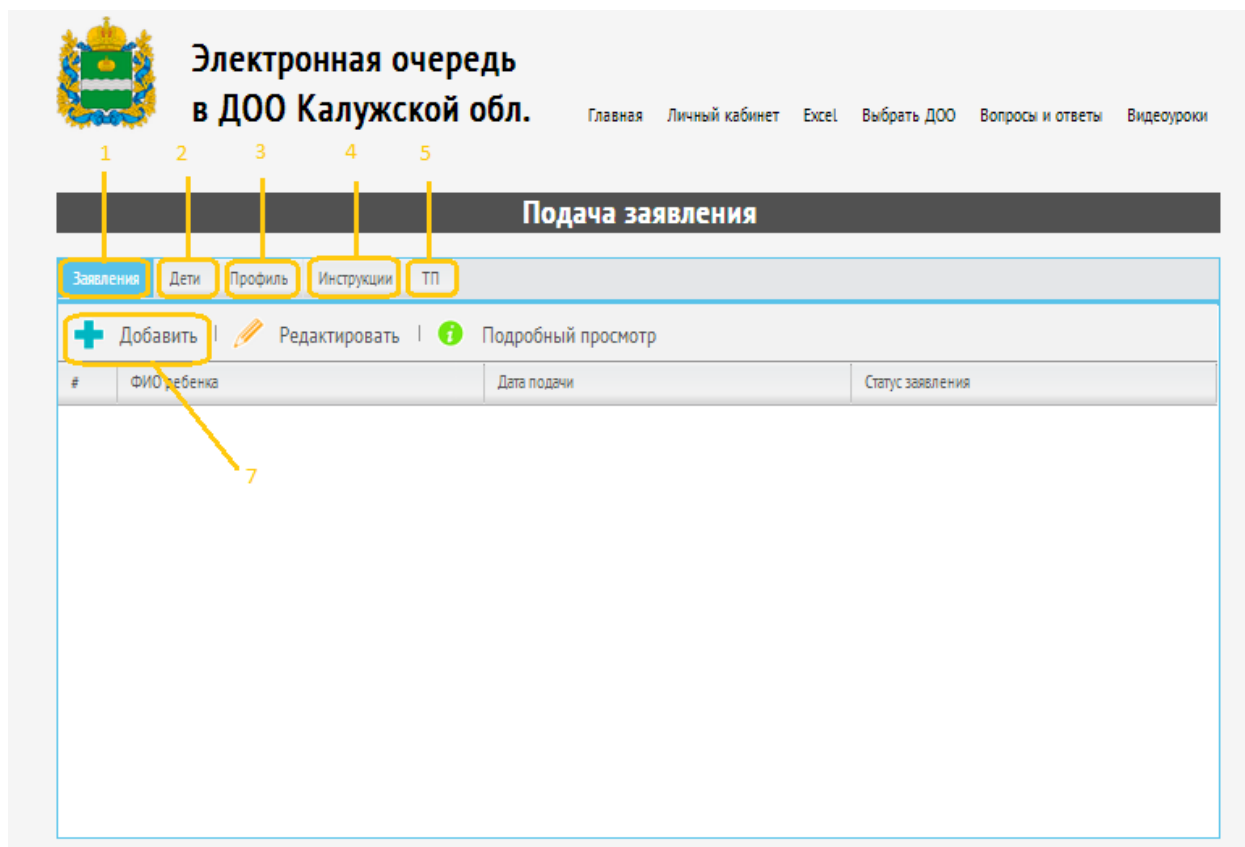 Электронная очередь
в ДОО Калужской обл.
Главная Личный кабинет Excel Выбрать ДОО Вопросы и ответы Видеоуроки
1 2 3 4 5
Подача заявления
Заявления Дети Профиль Инструкции ТП
Добавить | Редактировать | Подробный просмотр
# ФИО ребенка Дата подачи Статус заявления
7